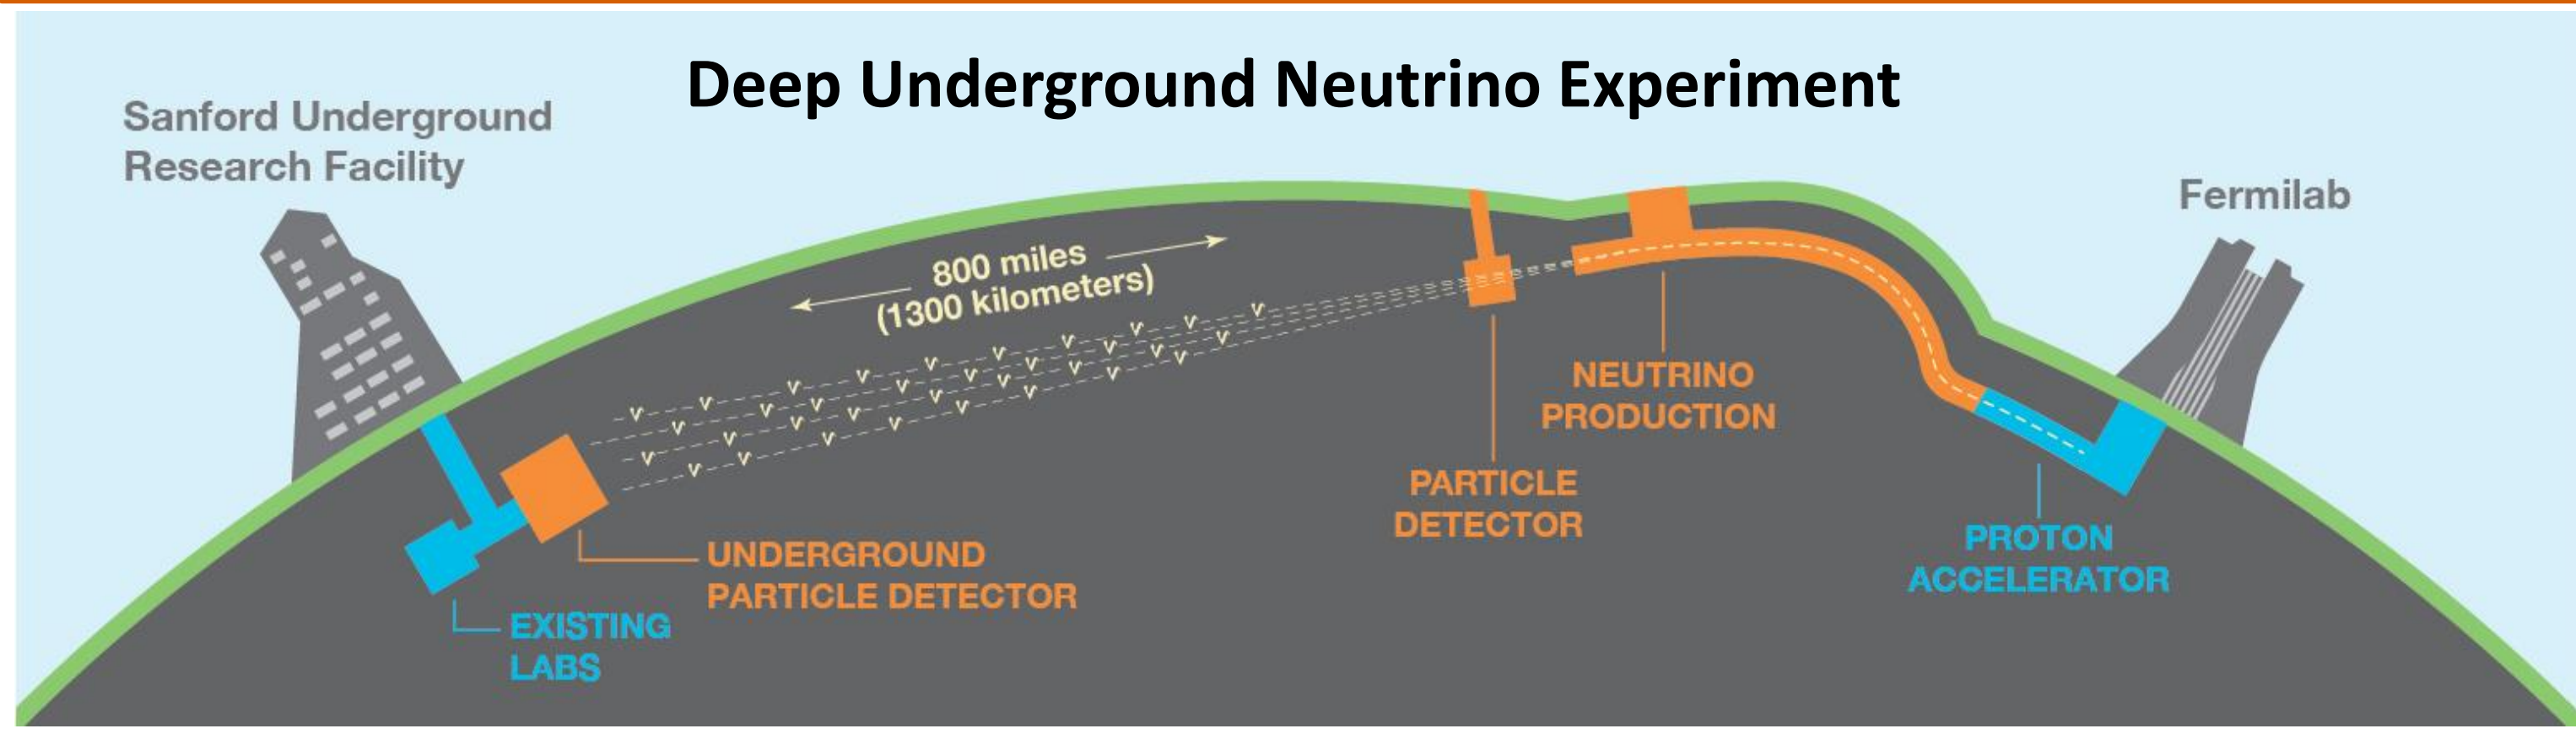 Deep Underground Neutrino Experiment
Sanford Underground
Research Facility
Fermilab
800 miles
(1300 kilometers)
NEUTRINO
PRODUCTION
PARTICLE
DETECTOR
PROTON
ACCELERATOR
UNDERGROUND
PARTICLE DETECTOR
EXISTING
LABS